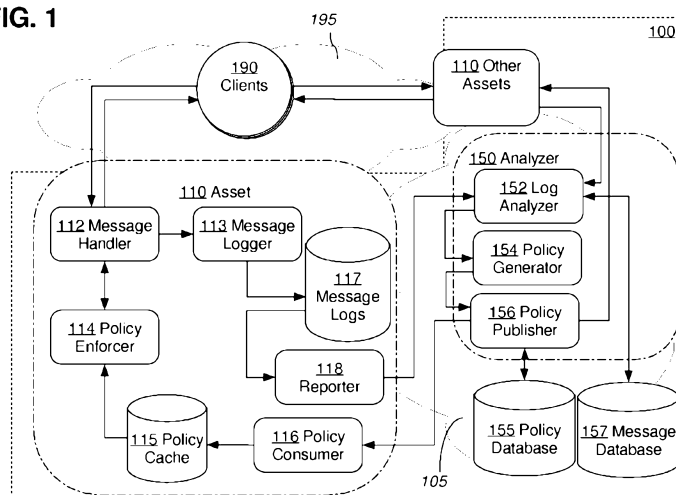 FIG. 1
195
100
190
Clients
110 Other
Assets
150 Analyzer
110 Asset
152 Log
Analyzer
112 Message
Handler
113 Message
Logger
117
Message
Logs
154 Policy
Generator
114 Policy
Enforcer
156 Policy
Publisher
118
Reporter
115 Policy
Cache
116 Policy
Consumer
155 Policy
Database
157 Message
Database
105